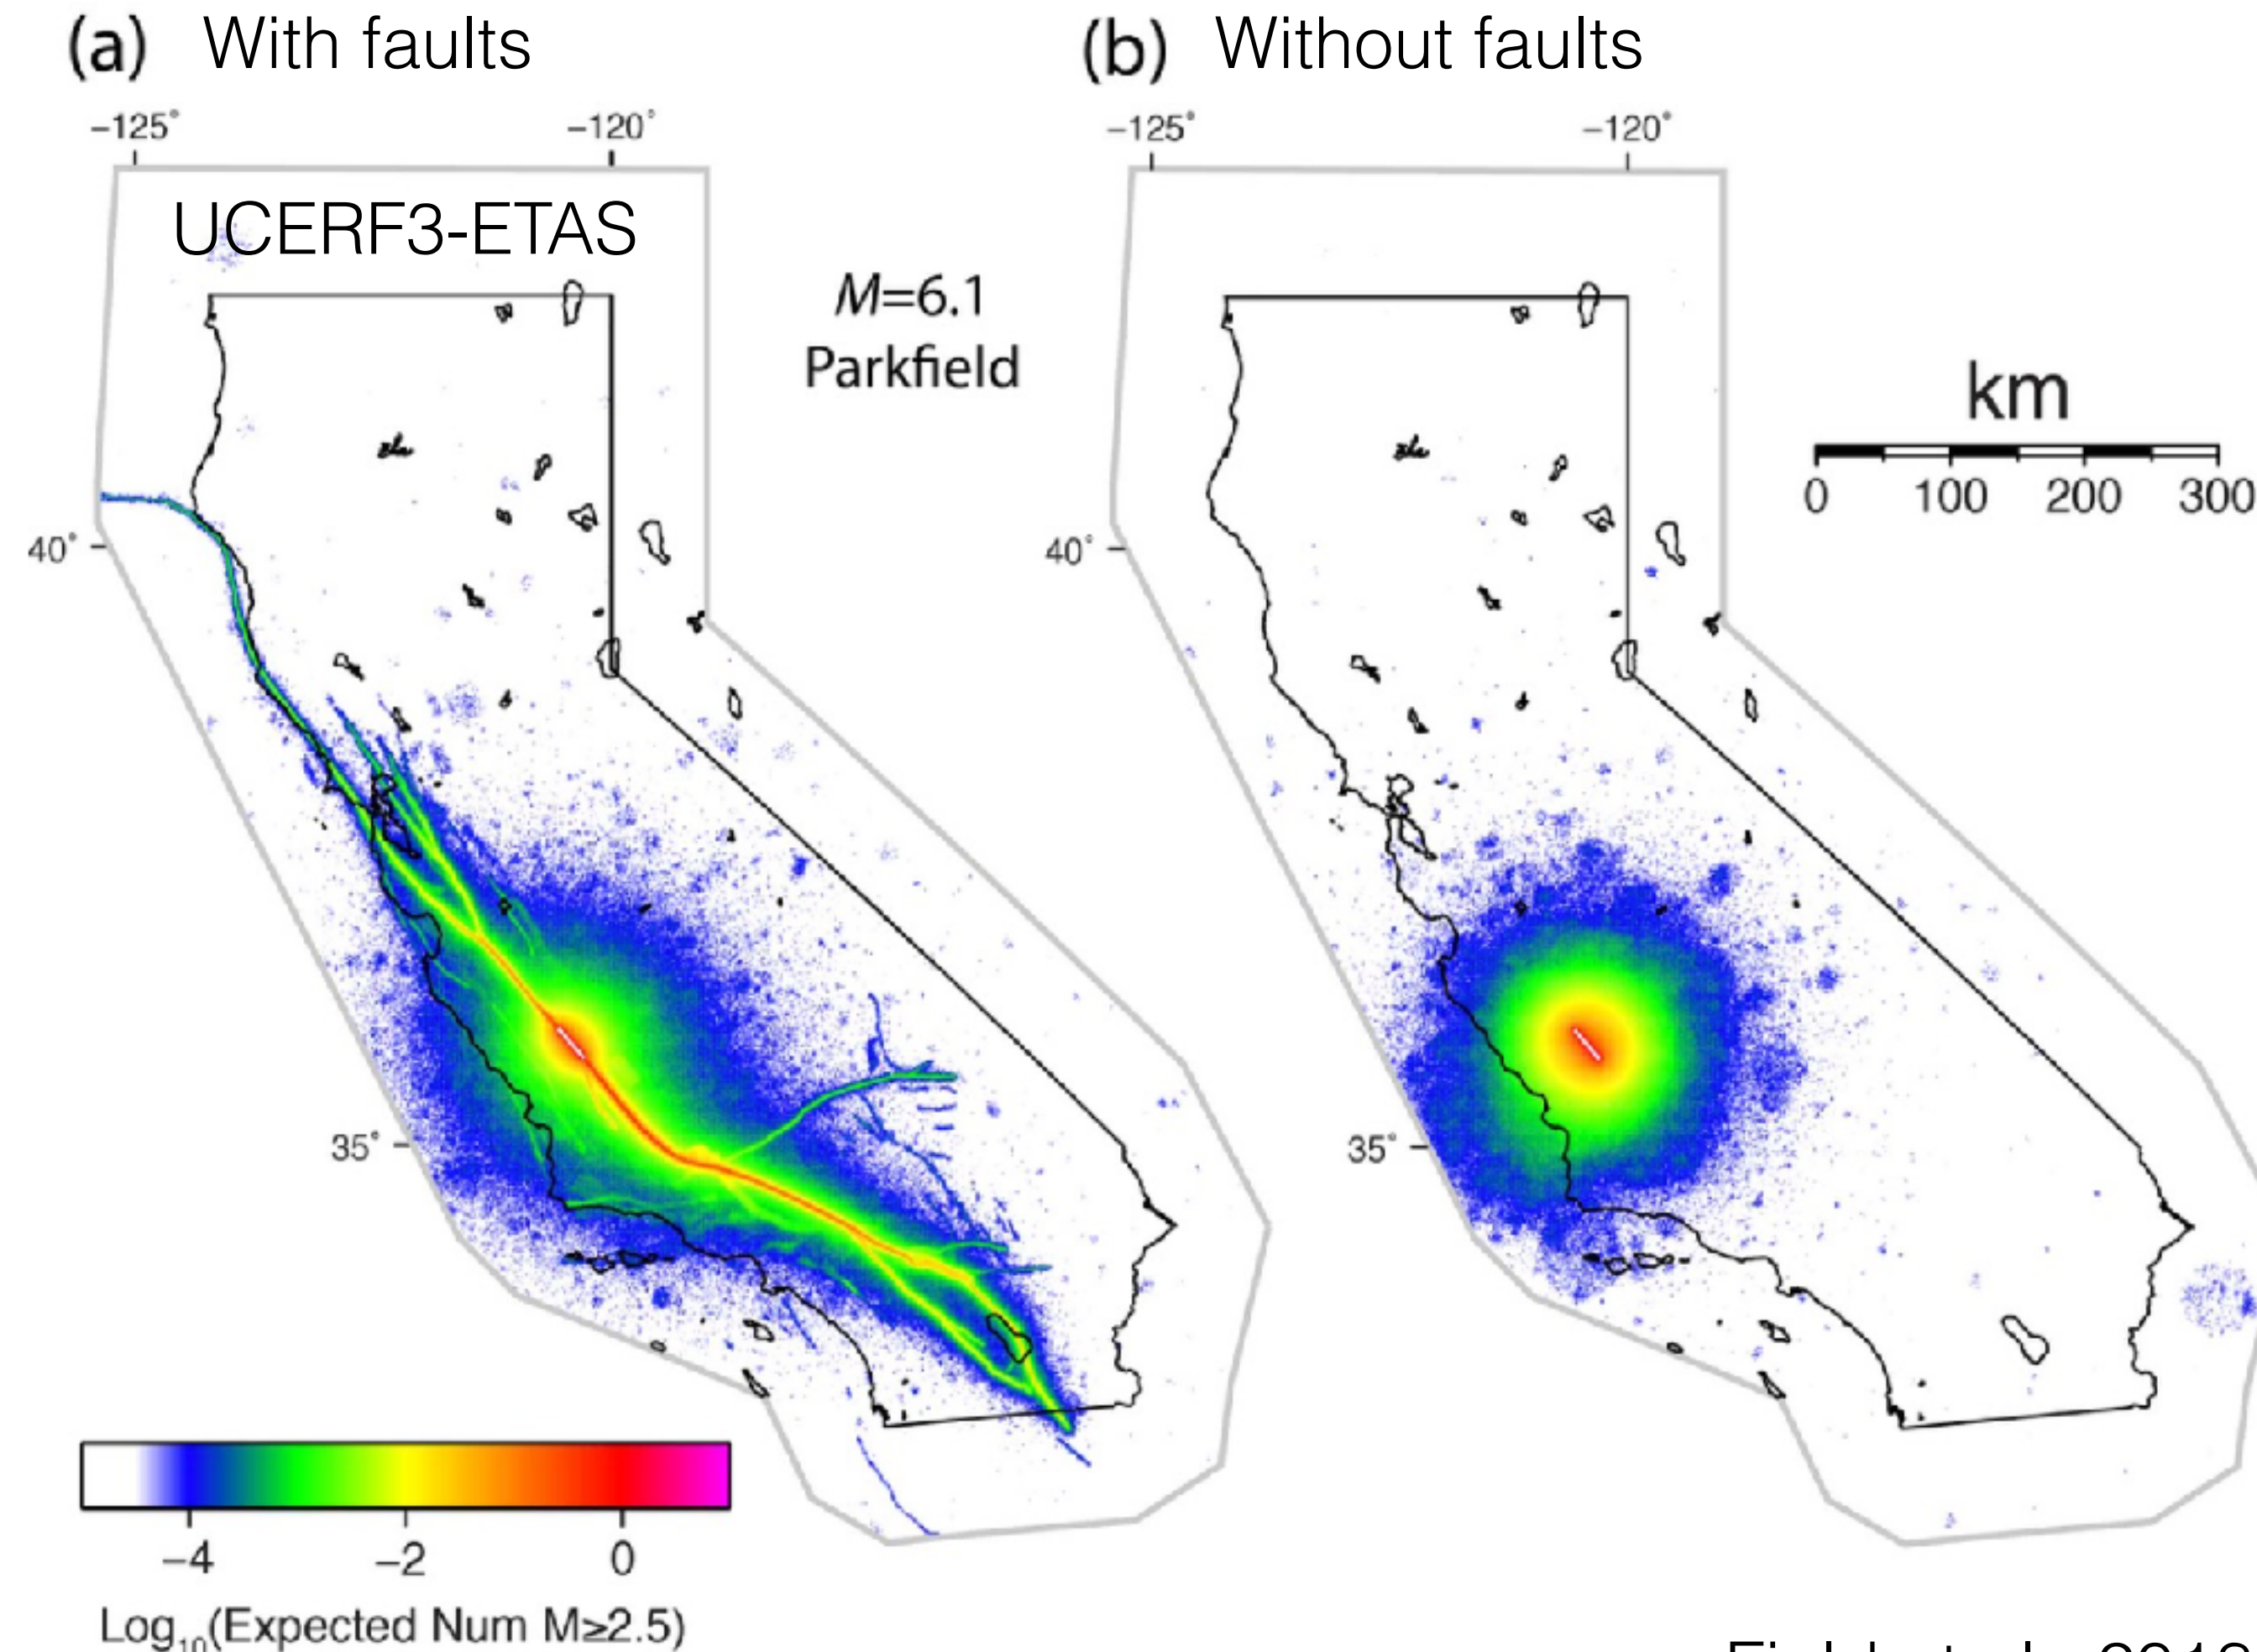 (a) With faults
(b) Without faults
−125° −120°
−125° −120°
UCERF3-ETAS
M=6.1
Parkfield
km
0 100 200 300
40°
40°
35°
35°
−4 −2 0
Log10(Expected Num M≥2.5)